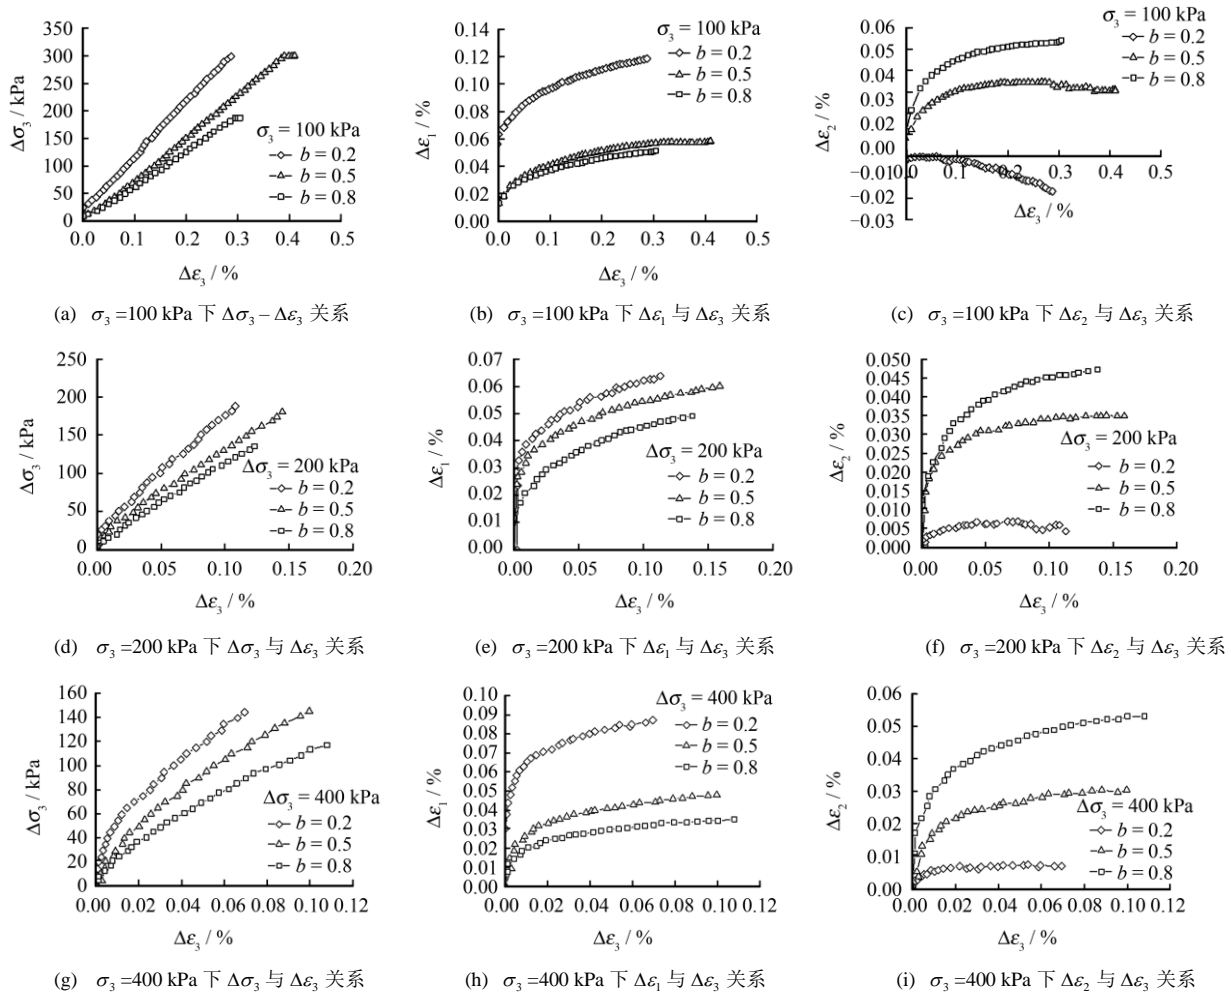 350
300
250
200
150
100
50
0
Δσ₃ / kPa
σ₃ = 100 kPa
b = 0.2
b = 0.5
b = 0.8
0.0 0.1 0.2 0.3 0.4 0.5
Δε₃ / %
(a) σ₃ =100 kPa 下 Δσ₃ – Δε₃ 关系
0.14
0.12
0.10
0.08
0.06
0.04
0.02
0.00
Δε₁ / %
σ₃ = 100 kPa
b = 0.2
b = 0.5
b = 0.8
0.0 0.1 0.2 0.3 0.4 0.5
Δε₃ / %
(b) σ₃ =100 kPa 下 Δε₁ 与 Δε₃ 关系
0.06
0.05
0.04
0.03
0.02
0.00
−0.01
−0.02
−0.03
Δε₂ / %
σ₃ = 100 kPa
b = 0.2
b = 0.5
b = 0.8
.0 0.1 0.2 0.3 0.4 0.5
Δε₃ / %
(c) σ₃ =100 kPa 下 Δε₂ 与 Δε₃ 关系
250
200
150
100
50
0
Δσ₃ / kPa
Δσ₃ = 200 kPa
b = 0.2
b = 0.5
b = 0.8
0.00 0.05 0.10 0.15 0.20
Δε₃ / %
(d) σ₃ =200 kPa 下 Δσ₃ 与 Δε₃ 关系
0.07
0.06
0.05
0.04
0.03
0.02
0.01
0.00
Δε₁ / %
Δσ₃ = 200 kPa
b = 0.2
b = 0.5
b = 0.8
0.00 0.05 0.10 0.15 0.20
Δε₃ / %
(e) σ₃ =200 kPa 下 Δε₁ 与 Δε₃ 关系
0.050
0.045
0.035
0.030
0.025
0.020
0.015
0.010
0.005
0.000
Δε₂ / %
Δσ₃ = 200 kPa
b = 0.2
b = 0.5
b = 0.8
0.00 0.05 0.10 0.15 0.20
Δε₃ / %
(f) σ₃ =200 kPa 下 Δε₂ 与 Δε₃ 关系
160
140
120
100
80
60
40
20
0
Δσ₃ / kPa
Δσ₃ = 400 kPa
b = 0.2
b = 0.5
b = 0.8
0.00 0.02 0.04 0.06 0.08 0.10 0.12
Δε₃ / %
(g) σ₃ =400 kPa 下 Δσ₃ 与 Δε₃ 关系
0.10
0.09
0.08
0.07
0.06
0.05
0.04
0.03
0.02
0.01
0.00
Δε₁ / %
Δσ₃ = 400 kPa
b = 0.2
b = 0.5
b = 0.8
0.00 0.02 0.04 0.06 0.08 0.10 0.12
Δε₃ / %
(h) σ₃ =400 kPa 下 Δε₁ 与 Δε₃ 关系
0.06
0.05
0.04
0.03
0.02
0.01
0.00
Δε₂ / %
Δσ₃ = 400 kPa
b = 0.2
b = 0.5
b = 0.8
0.00 0.02 0.04 0.06 0.08 0.10 0.12
Δε₃ / %
(i) σ₃ =400 kPa 下 Δε₂ 与 Δε₃ 关系